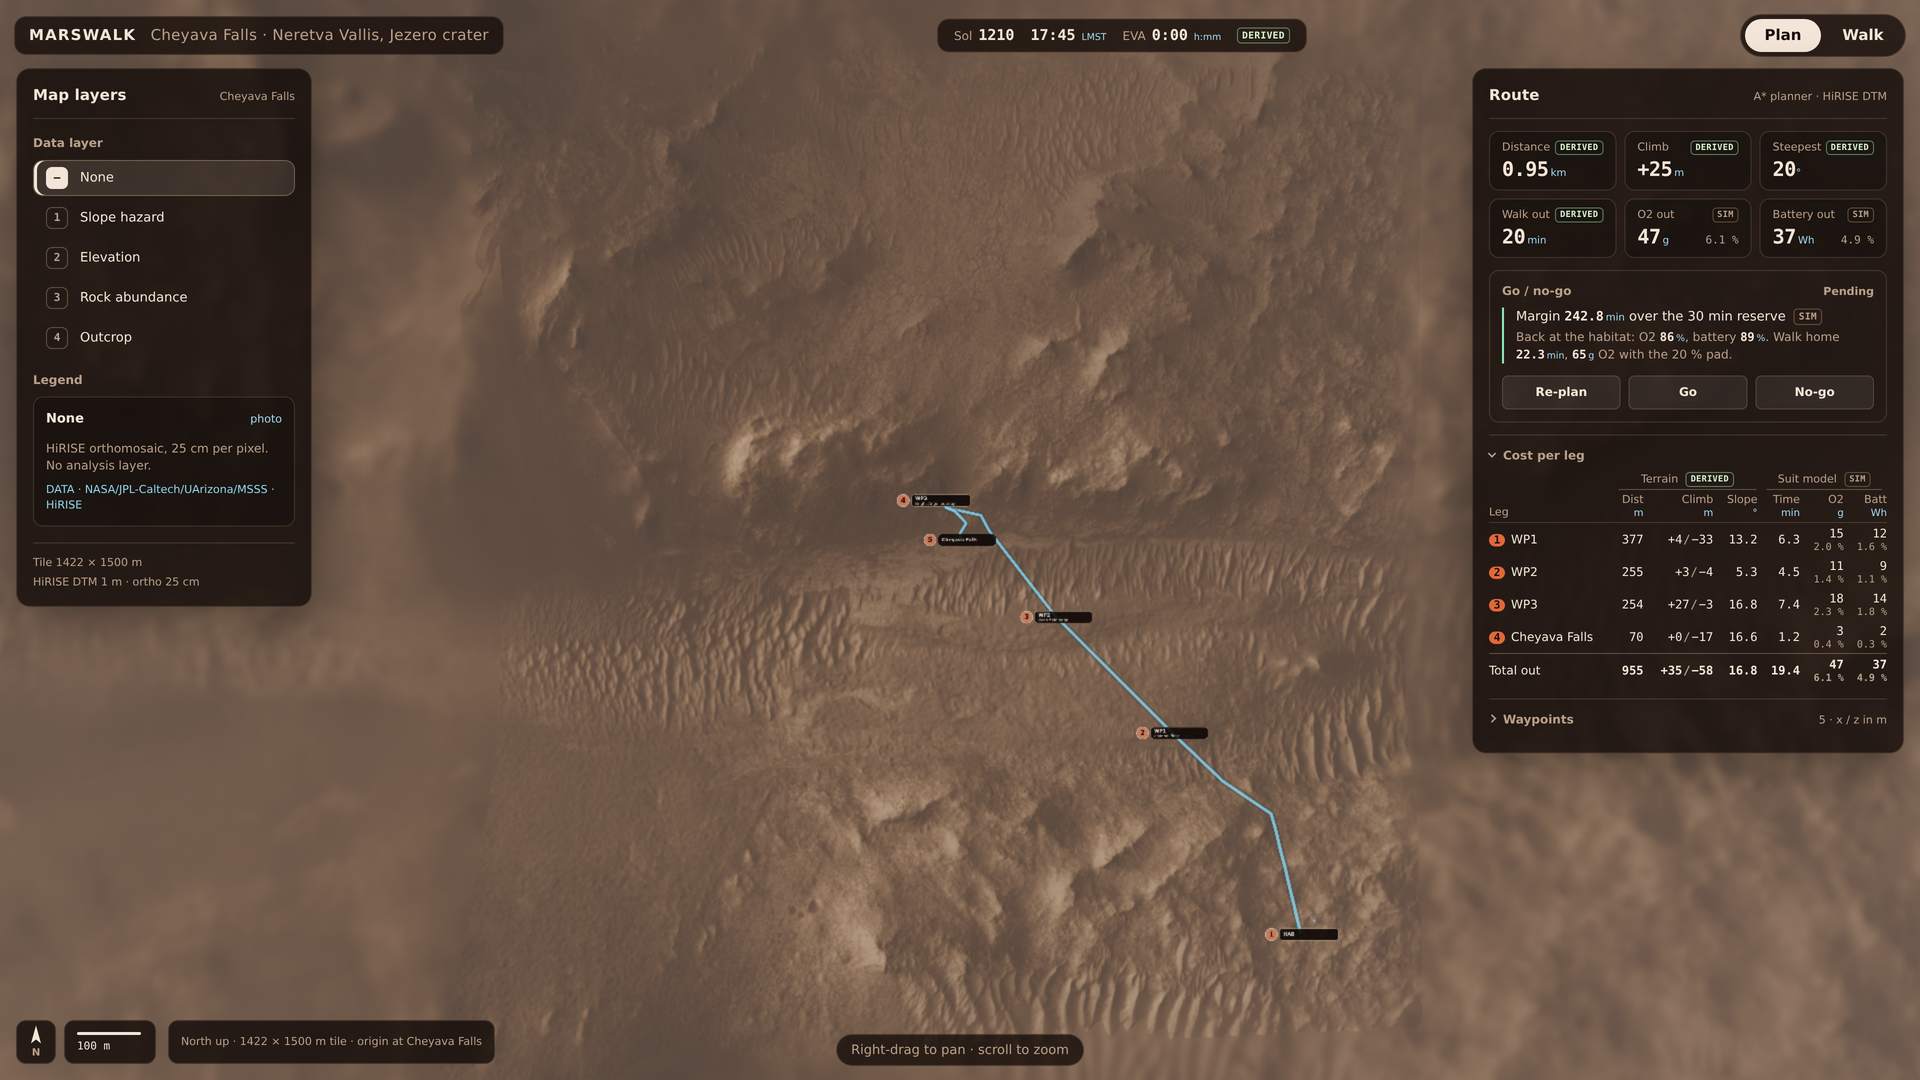 MARSWALK Cheyava Falls · Neretva Vallis, Jezero crater
Sol 1210 17:45 LMST EVA 0:00 h:mm DERIVED
Plan Walk
Map layers Cheyava Falls
Data layer
– None
1 Slope hazard
2 Elevation
3 Rock abundance
4 Outcrop
Legend
None photo
HiRISE orthomosaic, 25 cm per pixel.
No analysis layer.
DATA · NASA/JPL-Caltech/UArizona/MSSS ·
HiRISE
Tile 1422 × 1500 m
HiRISE DTM 1 m · ortho 25 cm
4 WP3
5 Cheyava Falls
3 WP2
2 WP1
1 HAB
Route A* planner · HiRISE DTM
Distance DERIVED Climb DERIVED Steepest DERIVED
0.95 km +25 m 20 °
Walk out DERIVED O2 out SIM Battery out SIM
20 min 47 g 6.1 % 37 Wh 4.9 %
Go / no-go Pending
Margin 242.8 min over the 30 min reserve SIM
Back at the habitat: O2 86 %, battery 89 %. Walk home
22.3 min, 65 g O2 with the 20 % pad.
Re-plan Go No-go
Cost per leg
Terrain DERIVED Suit model SIM
Leg Dist m Climb m Slope ° Time min O2 g Batt Wh
1 WP1 377 +4/−33 13.2 6.3 15 12
2.0 % 1.6 %
2 WP2 255 +3/−4 5.3 4.5 11 9
1.4 % 1.1 %
3 WP3 254 +27/−3 16.8 7.4 18 14
2.3 % 1.8 %
4 Cheyava Falls 70 +0/−17 16.6 1.2 3 2
0.4 % 0.3 %
Total out 955 +35/−58 16.8 19.4 47 37
6.1 % 4.9 %
Waypoints 5 · x / z in m
N
100 m
North up · 1422 × 1500 m tile · origin at Cheyava Falls
Right-drag to pan · scroll to zoom